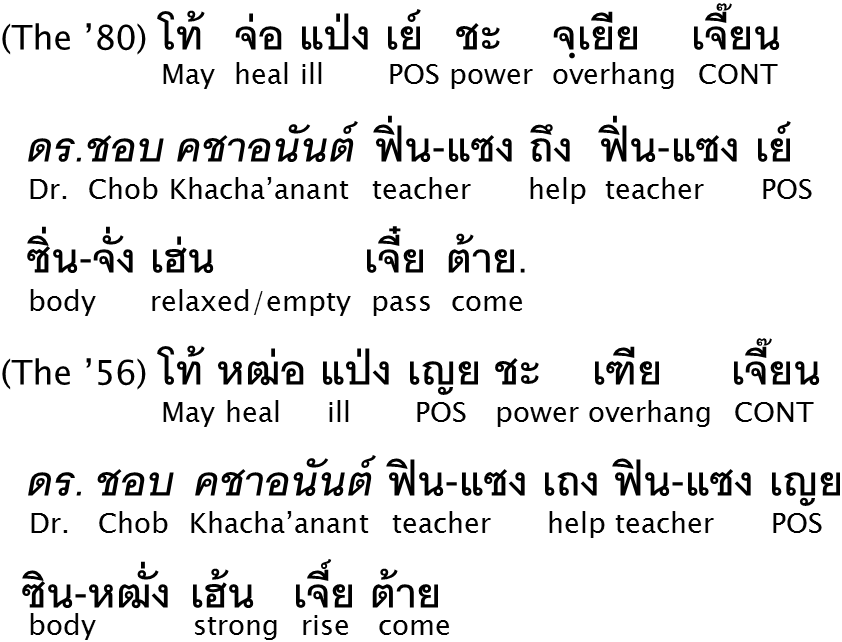 (The ’80) โท้ จ่อ แป่ง เย์ ชะ จฺเยีย เจี๊ยน
May heal ill POS power overhang CONT
ดร.ชอบ คชาอนันต์ ฟิ่น-แซง ถึง ฟิ่น-แซง เย์
Dr. Chob Khacha’anant teacher help teacher POS
ซิ่น-จั่ง เฮ่น เจี๋ย ต้าย.
body relaxed/empty pass come
(The ’56) โท้ หฒ่อ แป่ง เญย ชะ เฑีย เจี๊ยน
May heal ill POS power overhang CONT
ดร. ชอบ คชาอนันต์ ฟิน-แซง เถง ฟิน-แซง เญย
Dr. Chob Khacha’anant teacher help teacher POS
ซิน-หฒั่ง เฮ้น เจี์ย ต้าย
body strong rise come